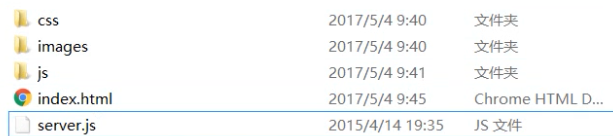 css 2017/5/4 9:40 文件夹
images 2017/5/4 9:40 文件夹
js 2017/5/4 9:41 文件夹
index.html 2017/5/4 9:45 Chrome HTML D...
server.js 2015/4/14 19:35 JS 文件